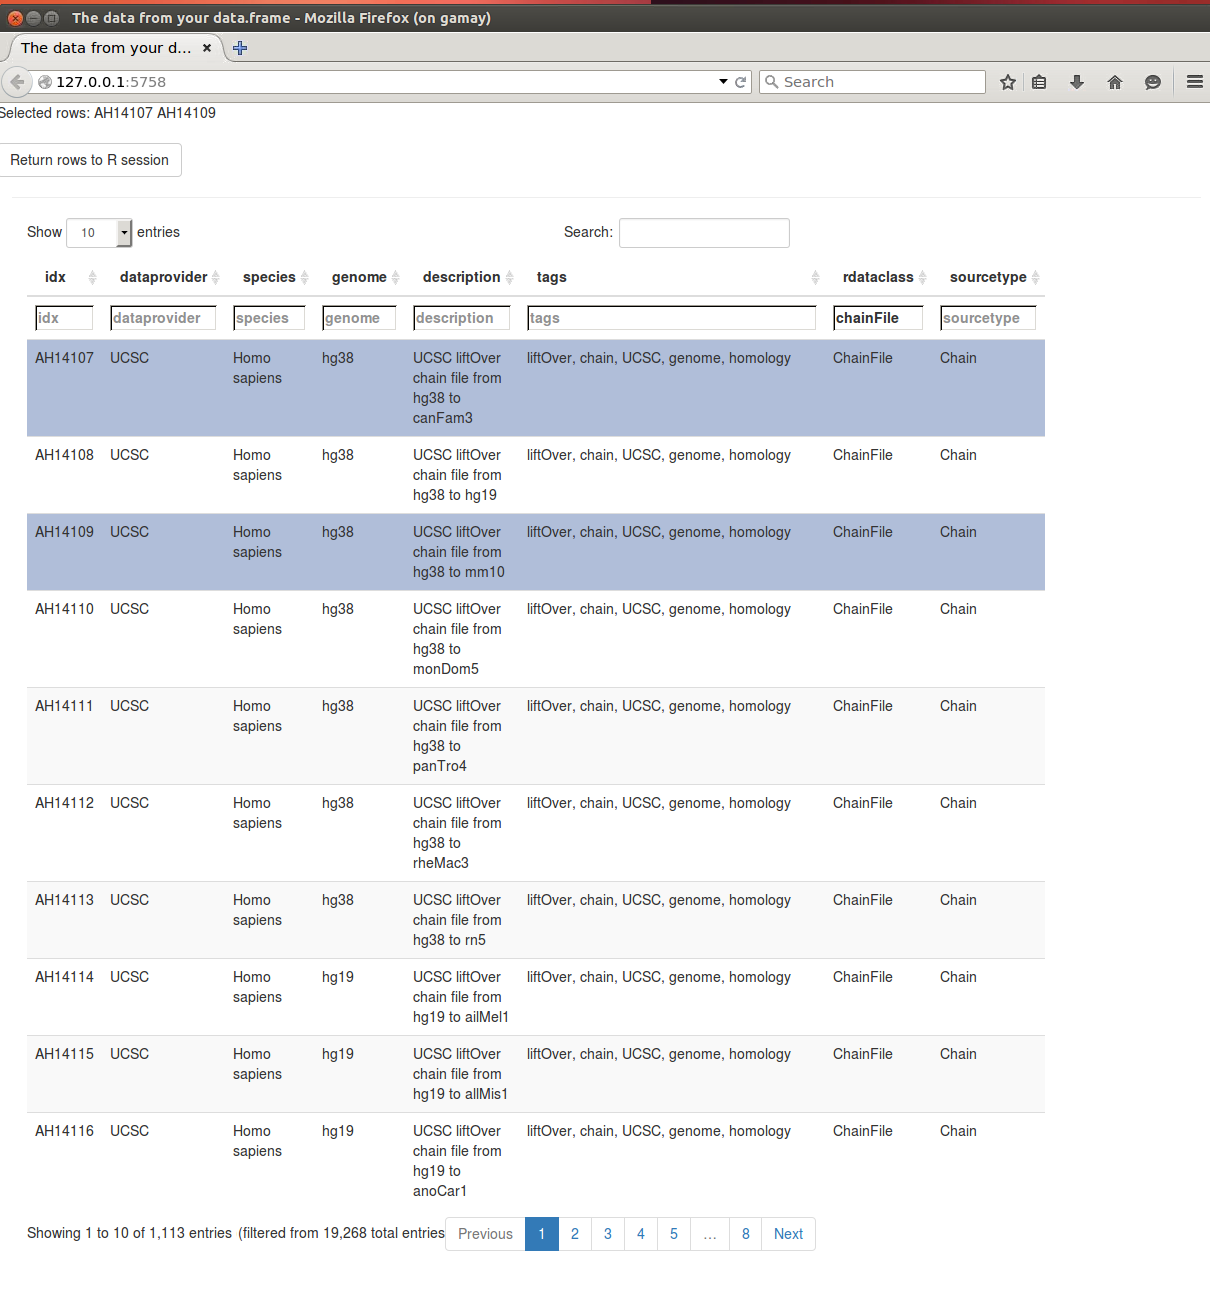 The data from your data.frame - Mozilla Firefox (on gamay)
The data from your d...
127.0.0.1:5758
Search
Selected rows: AH14107 AH14109
Return rows to R session
Show 10 entries Search:
idx dataprovider species genome description tags rdataclass sourcetype
idx dataprovider species genome description tags chainFile sourcetype
AH14107 UCSC Homo hg38 UCSC liftOver liftOver, chain, UCSC, genome, homology ChainFile Chain
sapiens chain file from
hg38 to
canFam3
AH14108 UCSC Homo hg38 UCSC liftOver liftOver, chain, UCSC, genome, homology ChainFile Chain
sapiens chain file from
hg38 to hg19
AH14109 UCSC Homo hg38 UCSC liftOver liftOver, chain, UCSC, genome, homology ChainFile Chain
sapiens chain file from
hg38 to mm10
AH14110 UCSC Homo hg38 UCSC liftOver liftOver, chain, UCSC, genome, homology ChainFile Chain
sapiens chain file from
hg38 to
monDom5
AH14111 UCSC Homo hg38 UCSC liftOver liftOver, chain, UCSC, genome, homology ChainFile Chain
sapiens chain file from
hg38 to
panTro4
AH14112 UCSC Homo hg38 UCSC liftOver liftOver, chain, UCSC, genome, homology ChainFile Chain
sapiens chain file from
hg38 to
rheMac3
AH14113 UCSC Homo hg38 UCSC liftOver liftOver, chain, UCSC, genome, homology ChainFile Chain
sapiens chain file from
hg38 to rn5
AH14114 UCSC Homo hg19 UCSC liftOver liftOver, chain, UCSC, genome, homology ChainFile Chain
sapiens chain file from
hg19 to ailMel1
AH14115 UCSC Homo hg19 UCSC liftOver liftOver, chain, UCSC, genome, homology ChainFile Chain
sapiens chain file from
hg19 to allMis1
AH14116 UCSC Homo hg19 UCSC liftOver liftOver, chain, UCSC, genome, homology ChainFile Chain
sapiens chain file from
hg19 to
anoCar1
Showing 1 to 10 of 1,113 entries (filtered from 19,268 total entries Previous 1 2 3 4 5 ... 8 Next